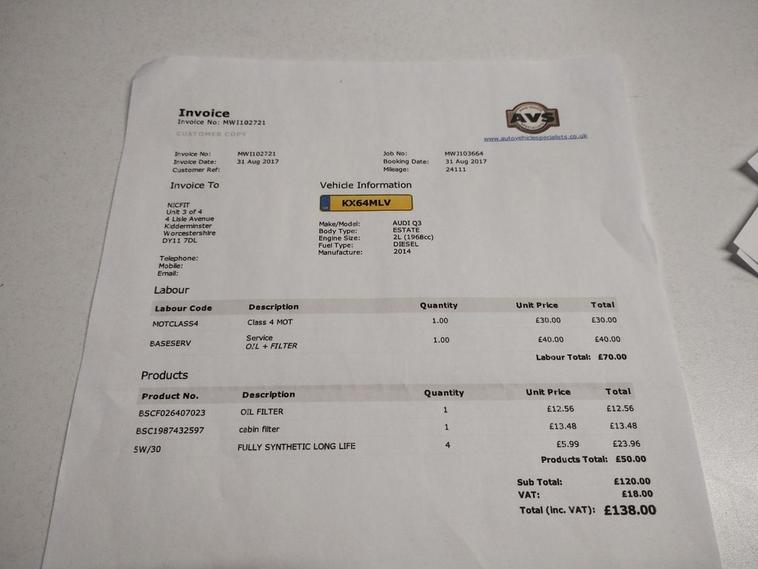 Invoice
Invoice No: MWI102721
CUSTOMER COPY
AVS
www.autovehiclespecialists.co.uk
Invoice No: MWI102721 Job No: MWJ103664
Invoice Date: 31 Aug 2017 Booking Date: 31 Aug 2017
Customer Ref: Mileage: 24111
Invoice To Vehicle Information
KX64MLV
NICFIT
Unit 3 of 4
4 Lisle Avenue
Kidderminster
Worcestershire
DY11 7DL
Make/Model: AUDI Q3
Body Type: ESTATE
Engine Size: 2L (1968cc)
Fuel Type: DIESEL
Manufacture: 2014
Telephone:
Mobile:
Email:
Labour
Labour Code Description Quantity Unit Price Total
MOTCLASS4 Class 4 MOT 1.00 £30.00 £30.00
BASESERV Service 1.00 £40.00 £40.00
OIL + FILTER
Labour Total: £70.00
Products
Product No. Description Quantity Unit Price Total
BSCF026407023 OIL FILTER 1 £12.56 £12.56
BSC1987432597 cabin filter 1 £13.48 £13.48
5W/30 FULLY SYNTHETIC LONG LIFE 4 £5.99 £23.96
Products Total: £50.00
Sub Total: £120.00
VAT: £18.00
Total (inc. VAT): £138.00